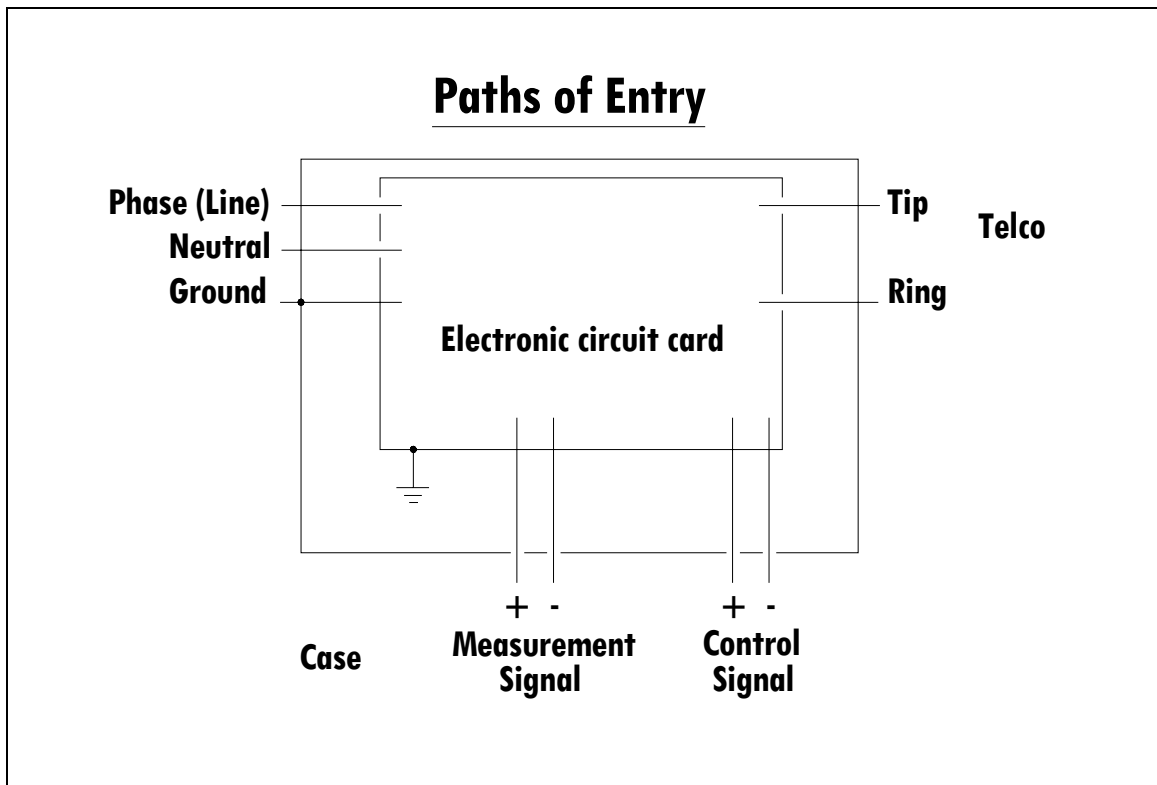 Paths of Entry
Phase (Line)
Neutral
Ground
Tip
Telco
Ring
Electronic circuit card
+ -
Measurement
Signal
+ -
Control
Signal
Case